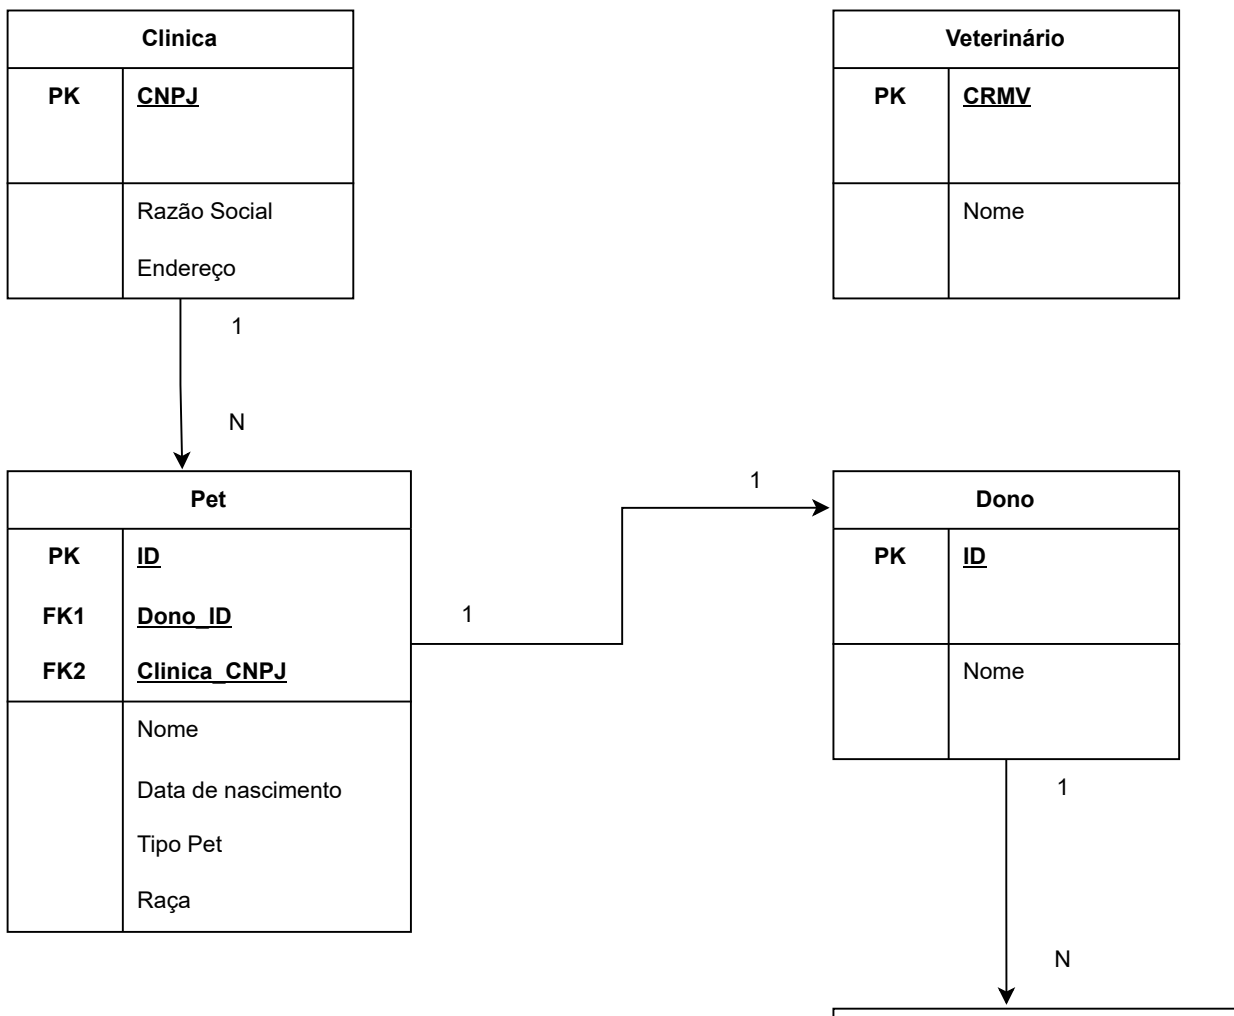 Clinica
PK CNPJ
Razão Social
Endereço
1
N
Veterinário
PK CRMV
Nome
Pet
PK ID
FK1 Dono_ID
FK2 Clinica_CNPJ
Nome
Data de nascimento
Tipo Pet
Raça
1
1
Dono
PK ID
Nome
1
N